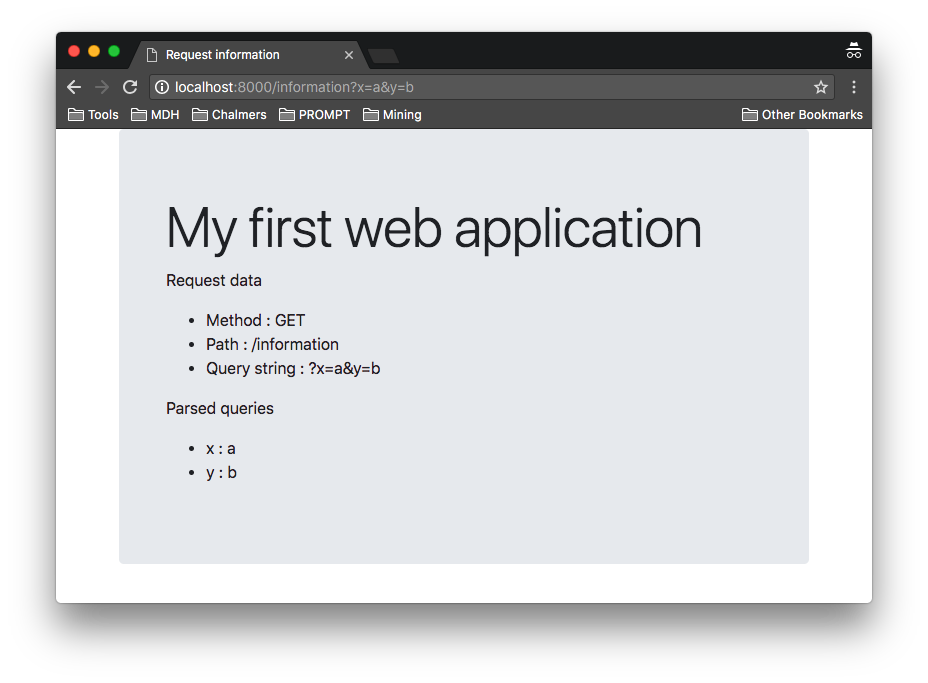 Request information
localhost:8000/information?x=a&y=b
Tools MDH Chalmers PROMPT Mining Other Bookmarks
My first web application
Request data
• Method : GET
• Path : /information
• Query string : ?x=a&y=b
Parsed queries
• x : a
• y : b